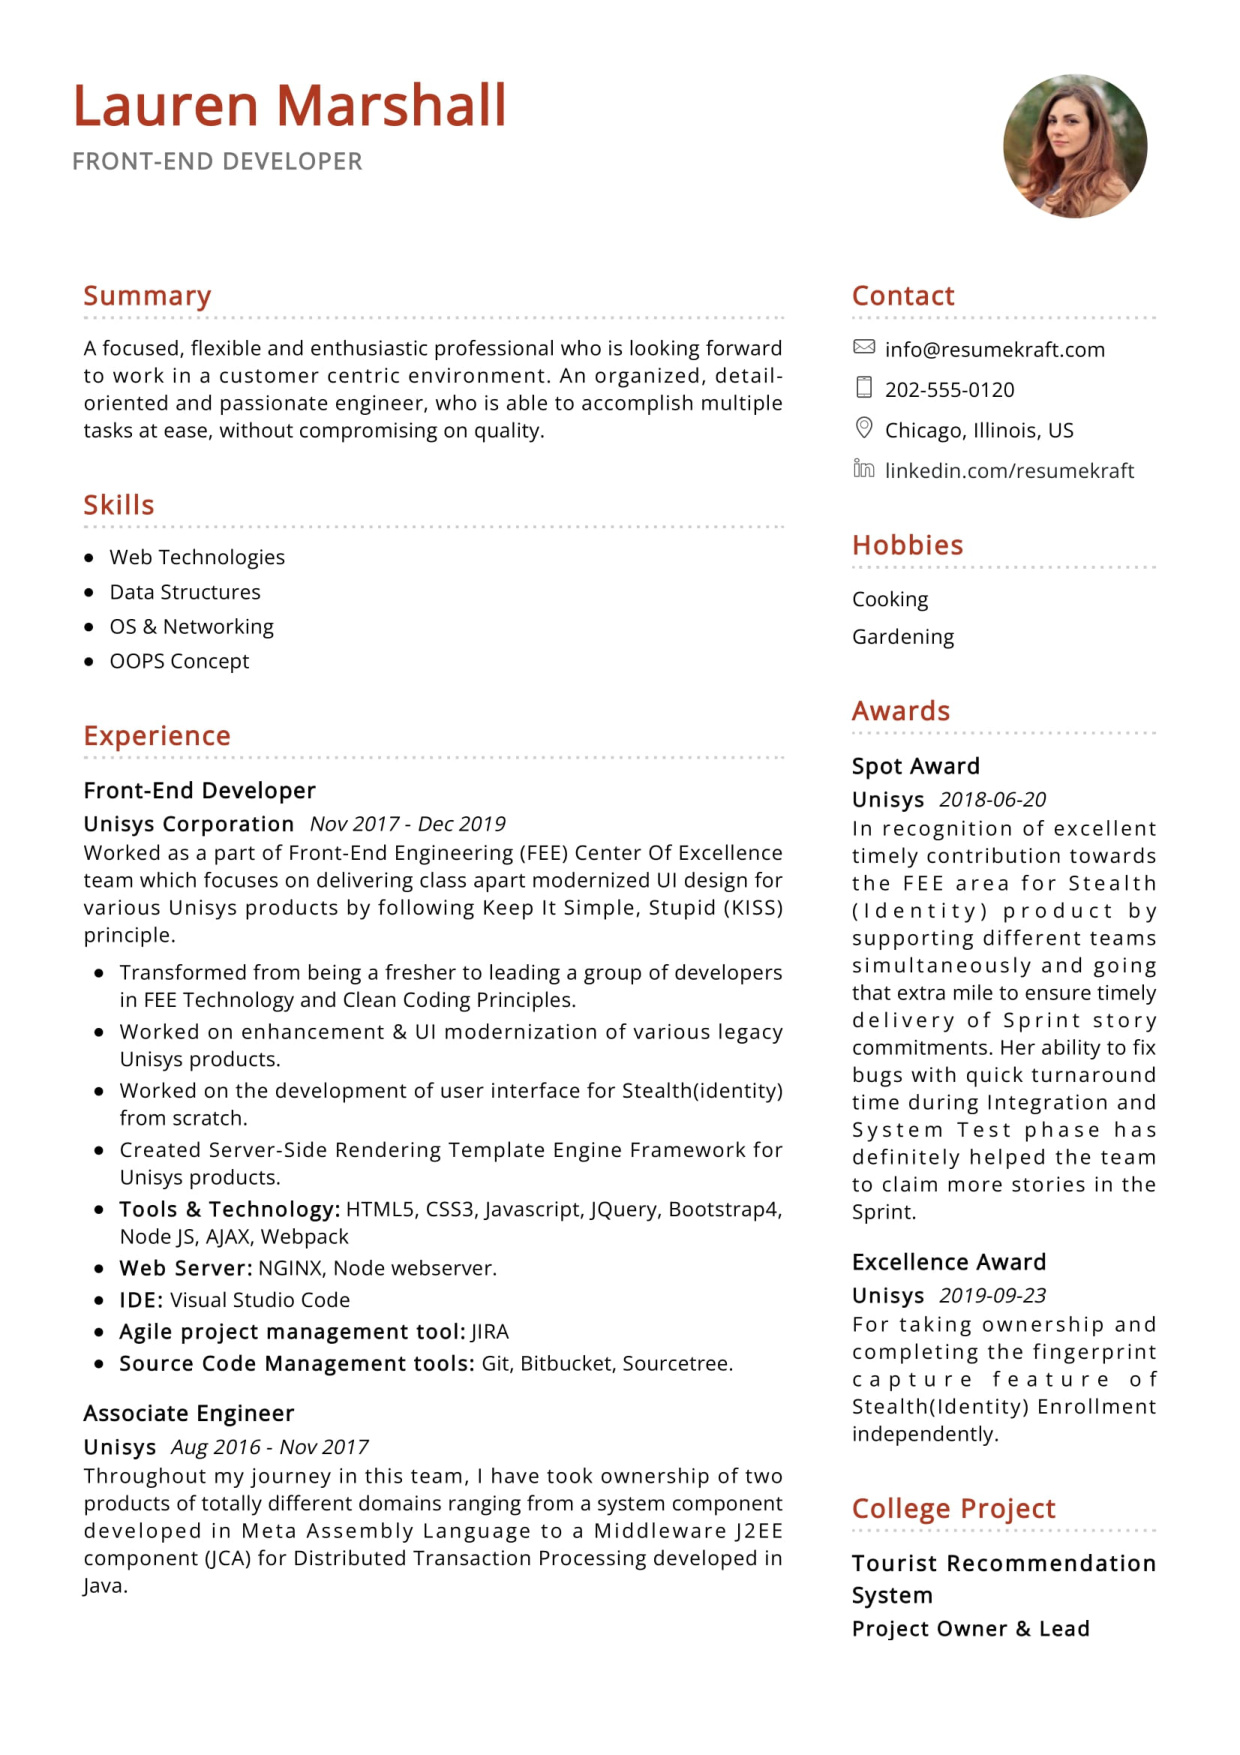 Lauren Marshall
FRONT-END DEVELOPER
Summary
A focused, flexible and enthusiastic professional who is looking forward
to work in a customer centric environment. An organized, detail-
oriented and passionate engineer, who is able to accomplish multiple
tasks at ease, without compromising on quality.
Skills
● Web Technologies
● Data Structures
● OS & Networking
● OOPS Concept
Experience
Front-End Developer
Unisys Corporation Nov 2017 - Dec 2019
Worked as a part of Front-End Engineering (FEE) Center Of Excellence
team which focuses on delivering class apart modernized UI design for
various Unisys products by following Keep It Simple, Stupid (KISS)
principle.
● Transformed from being a fresher to leading a group of developers
in FEE Technology and Clean Coding Principles.
● Worked on enhancement & UI modernization of various legacy
Unisys products.
● Worked on the development of user interface for Stealth(identity)
from scratch.
● Created Server-Side Rendering Template Engine Framework for
Unisys products.
● Tools & Technology: HTML5, CSS3, Javascript, JQuery, Bootstrap4,
Node JS, AJAX, Webpack
● Web Server: NGINX, Node webserver.
● IDE: Visual Studio Code
● Agile project management tool: JIRA
● Source Code Management tools: Git, Bitbucket, Sourcetree.
Associate Engineer
Unisys Aug 2016 - Nov 2017
Throughout my journey in this team, I have took ownership of two
products of totally different domains ranging from a system component
developed in Meta Assembly Language to a Middleware J2EE
component (JCA) for Distributed Transaction Processing developed in
Java.
Contact
info@resumekraft.com
202-555-0120
Chicago, Illinois, US
in linkedin.com/resumekraft
Hobbies
Cooking
Gardening
Awards
Spot Award
Unisys 2018-06-20
In recognition of excellent
timely contribution towards
the FEE area for Stealth
(Identity) product by
supporting different teams
simultaneously and going
that extra mile to ensure timely
delivery of Sprint story
commitments. Her ability to fix
bugs with quick turnaround
time during Integration and
System Test phase has
definitely helped the team
to claim more stories in the
Sprint.
Excellence Award
Unisys 2019-09-23
For taking ownership and
completing the fingerprint
capture feature of
Stealth(Identity) Enrollment
independently.
College Project
Tourist Recommendation
System
Project Owner & Lead